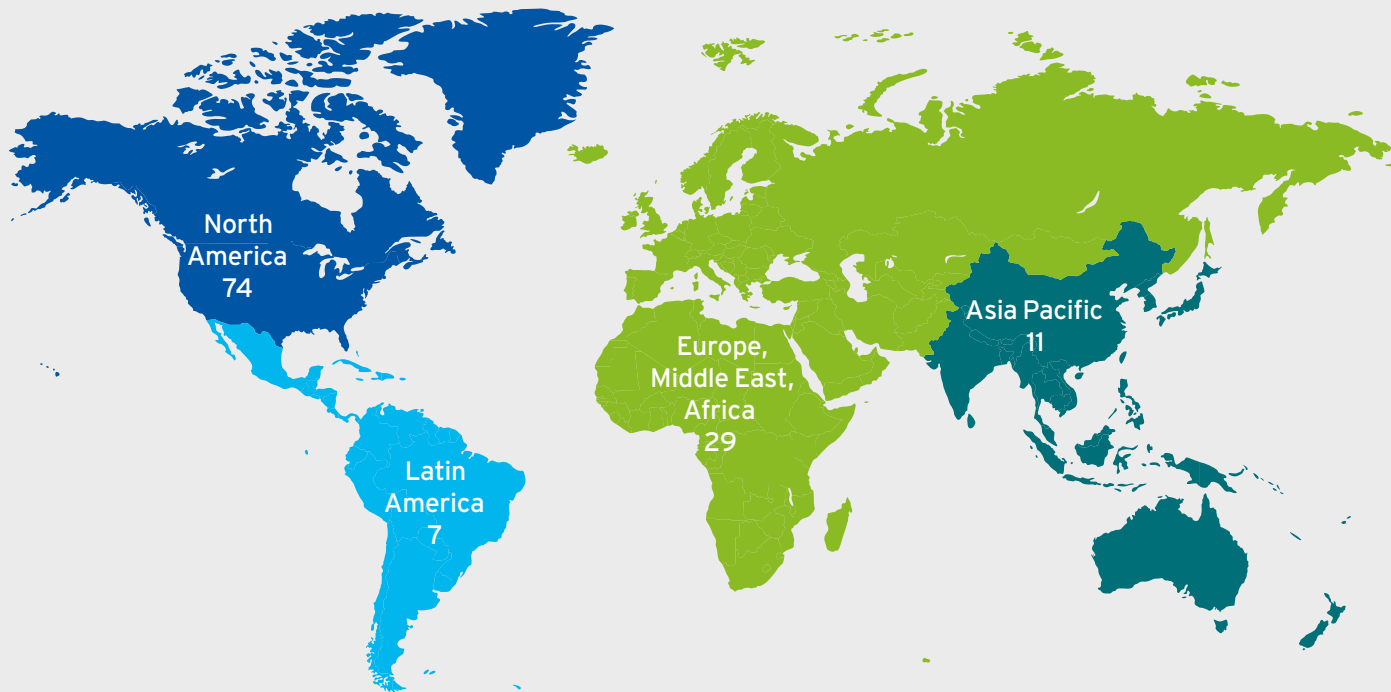 North
America
74
Latin
America
7
Europe,
Middle East,
Africa
29
Asia Pacific
11